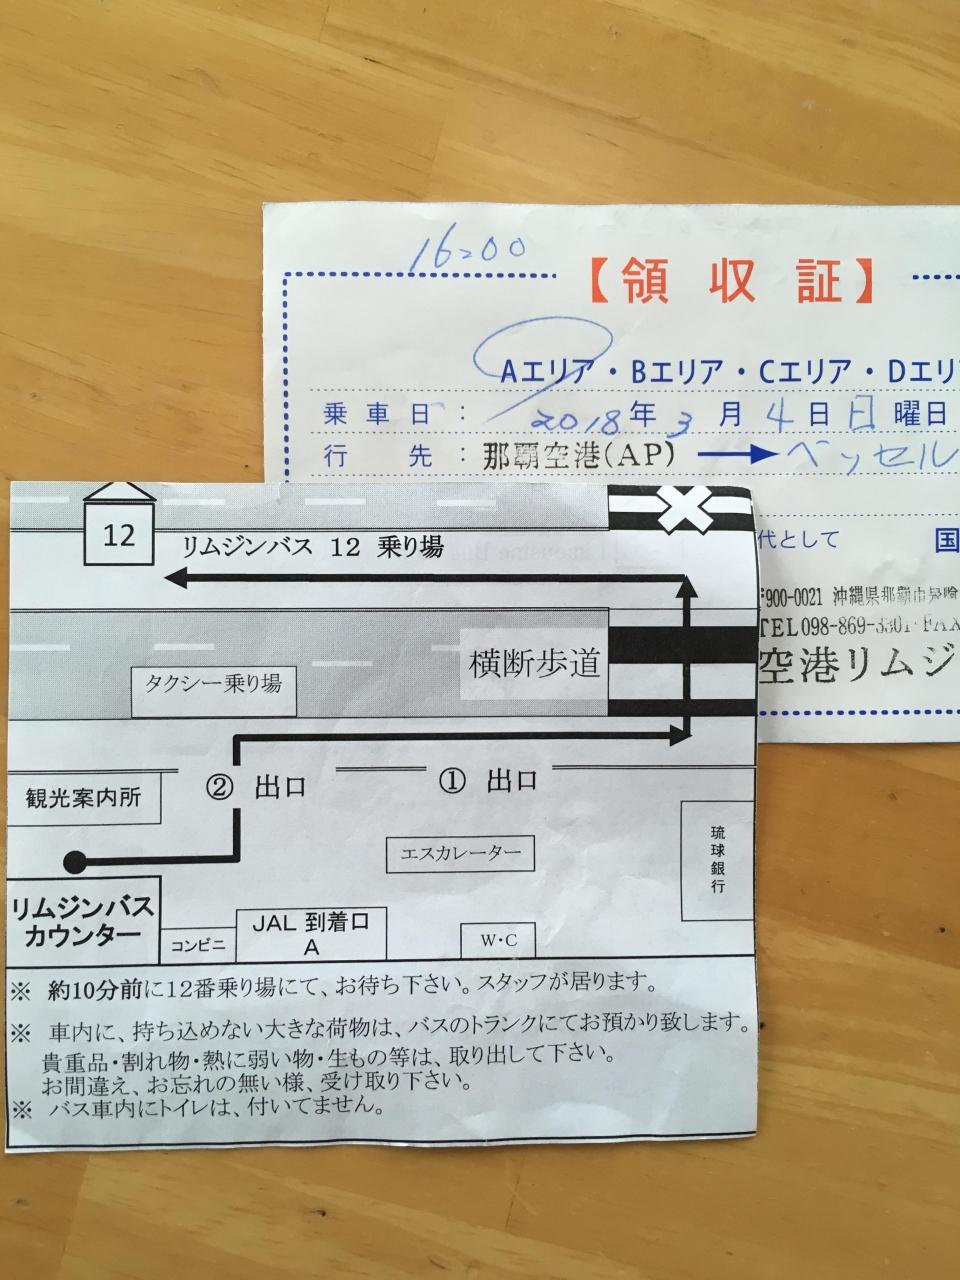 16:00
【領収証】
Aエリア・Bエリア・Cエリア・Dエリ
乗車日： 2018年3月4日日曜日
行先：那覇空港(AP) → ベッセル
代として 国
〒900-0021 沖縄県那覇市
TEL098-869-3301・FAX
空港リムジ
12
リムジンバス 12 乗り場
横断歩道
タクシー乗り場
② 出口
① 出口
観光案内所
エスカレーター
琉球銀行
リムジンバス
カウンター
コンビニ
JAL 到着口
A
W・C
※ 約10分前に12番乗り場にて、お待ち下さい。スタッフが居ります。
※ 車内に、持ち込めない大きな荷物は、バスのトランクにてお預かり致します。
貴重品・割れ物・熱に弱い物・生もの等は、取り出して下さい。
お間違え、お忘れの無い様、受け取り下さい。
※ バス車内にトイレは、付いてません。